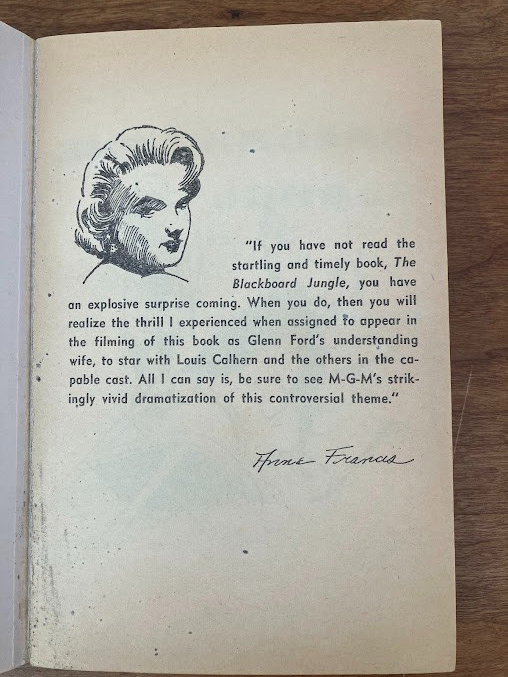 "If you have not read the
startling and timely book, The
Blackboard Jungle, you have
an explosive surprise coming. When you do, then you will
realize the thrill I experienced when assigned to appear in
the filming of this book as Glenn Ford's understanding
wife, to star with Louis Calhern and the others in the ca-
pable cast. All I can say is, be sure to see M-G-M's strik-
ingly vivid dramatization of this controversial theme."
Anne Francis